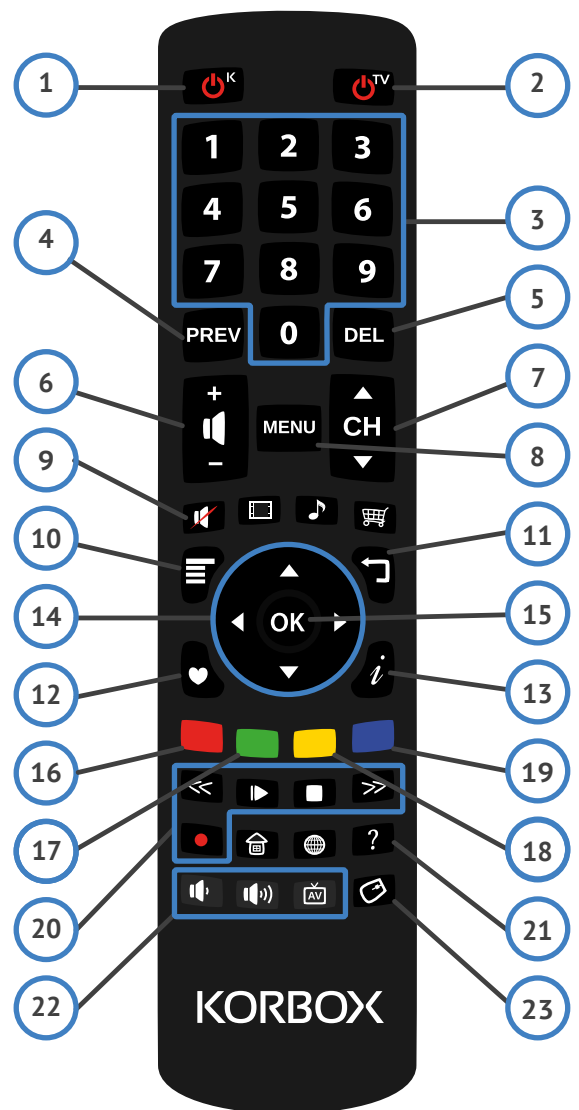 1 K TV 2
1 2 3
4 5 6 3
4
7 8 9
5
PREV 0 DEL
6 + 7
MENU CH
− 8
9
10 11
14 OK 15
12 i 13
16 19
17 18
20 ? 21
AV
22 23
KORBOX